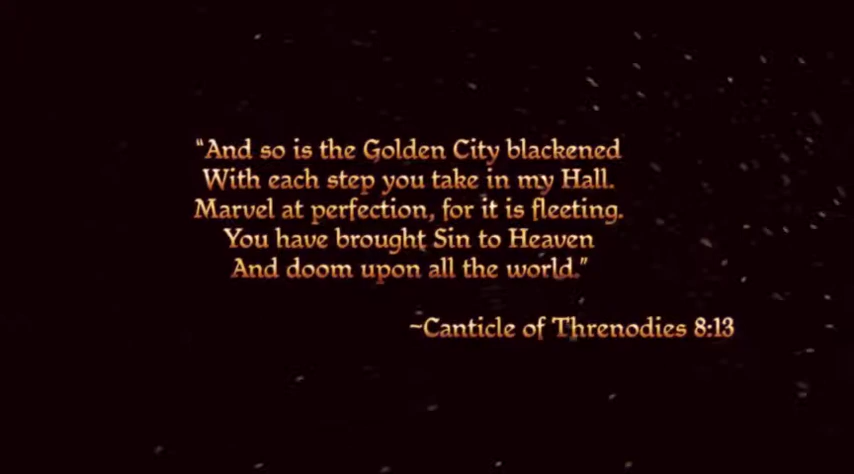 “And so is the Golden City blackened
With each step you take in my Hall.
Marvel at perfection, for it is fleeting.
You have brought Sin to Heaven
And doom upon all the world.”
~Canticle of Threnodies 8:13